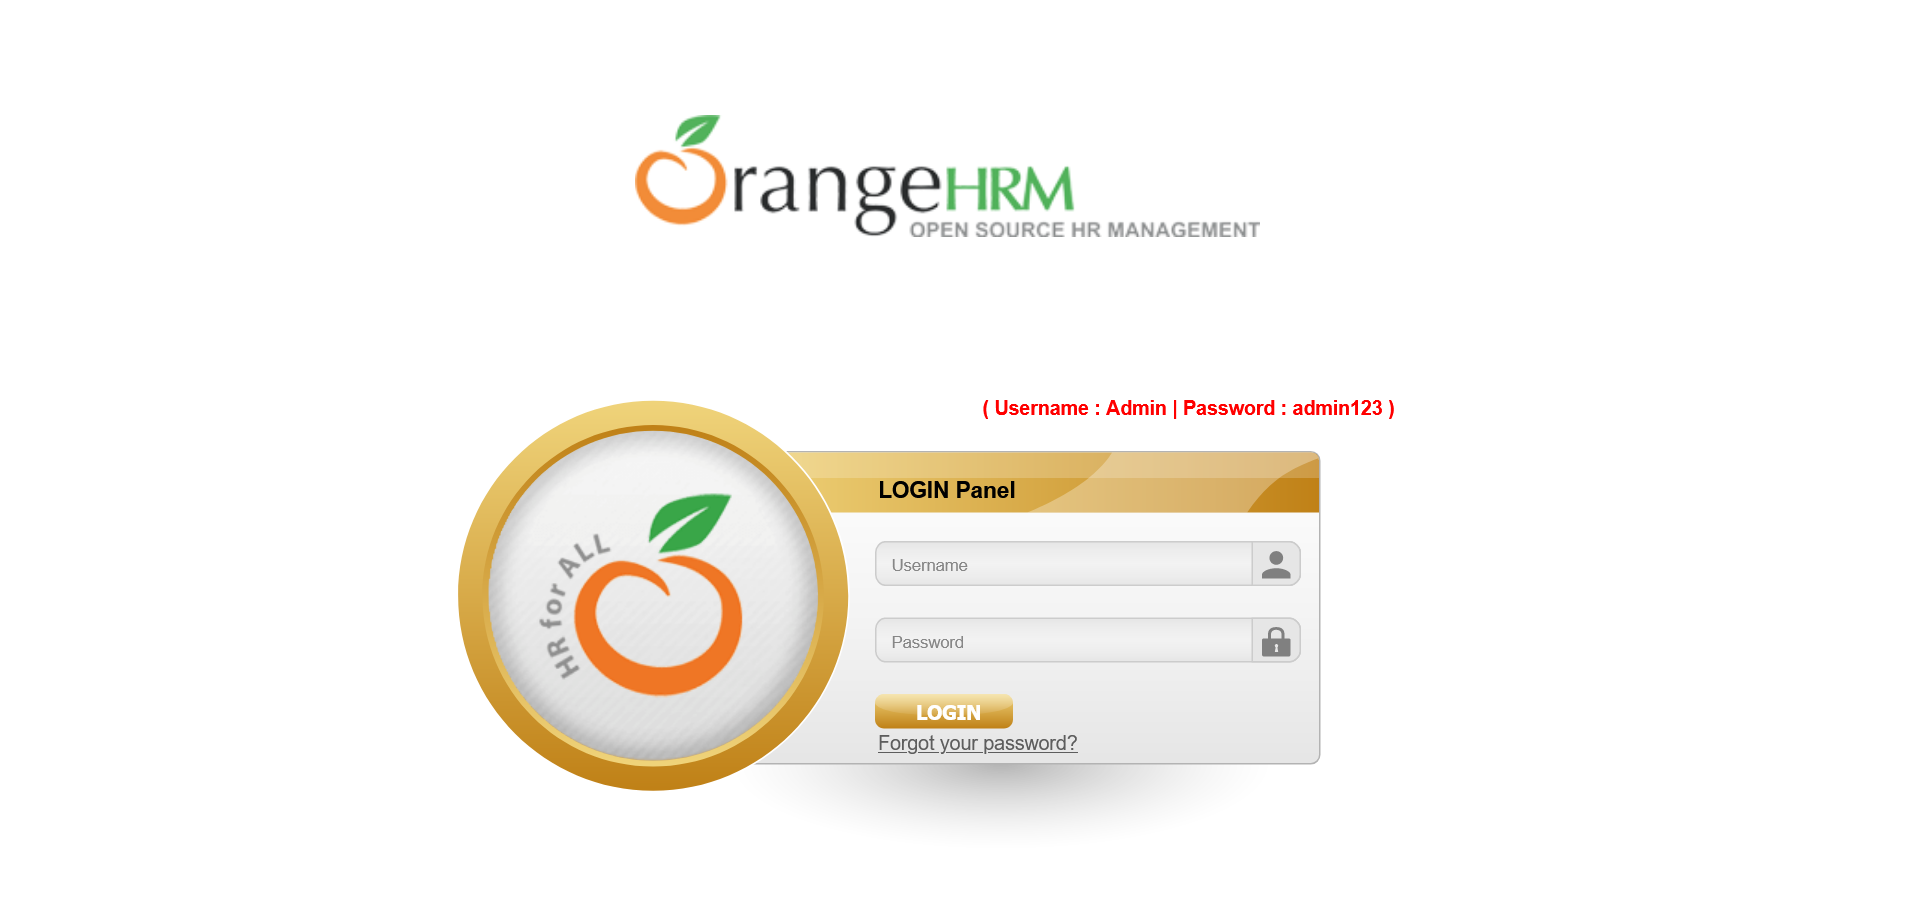 OrangeHRM
OPEN SOURCE HR MANAGEMENT
( Username : Admin | Password : admin123 )
HR for ALL
LOGIN Panel
Username
Password
LOGIN
Forgot your password?